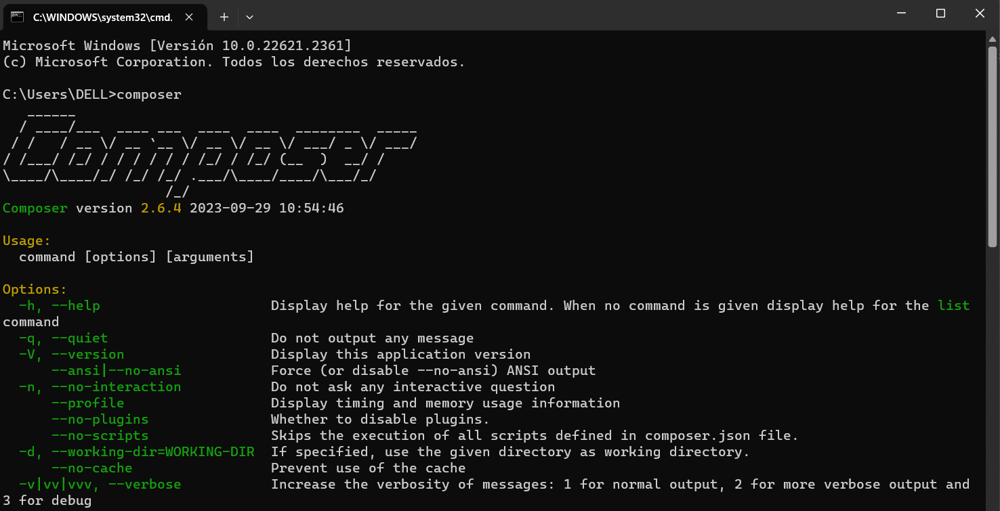 C:\WINDOWS\system32\cmd.
Microsoft Windows [Versión 10.0.22621.2361]
(c) Microsoft Corporation. Todos los derechos reservados.
C:\Users\DELL>composer
   ______
  / ____/___  ____ ___  ____  ____  ________  _____
 / /   / __ \/ __ `__ \/ __ \/ __ \/ ___/ _ \/ ___/
/ /___/ /_/ / / / / / / /_/ / /_/ (__  )  __/ /
\____/\____/_/ /_/ /_/ .___/\____/____/\___/_/
                    /_/
Composer version 2.6.4 2023-09-29 10:54:46
Usage:
  command [options] [arguments]
Options:
  -h, --help                     Display help for the given command. When no command is given display help for the list
command
  -q, --quiet                    Do not output any message
  -V, --version                  Display this application version
      --ansi|--no-ansi           Force (or disable --no-ansi) ANSI output
  -n, --no-interaction           Do not ask any interactive question
      --profile                  Display timing and memory usage information
      --no-plugins               Whether to disable plugins.
      --no-scripts               Skips the execution of all scripts defined in composer.json file.
  -d, --working-dir=WORKING-DIR  If specified, use the given directory as working directory.
      --no-cache                 Prevent use of the cache
  -v|vv|vvv, --verbose           Increase the verbosity of messages: 1 for normal output, 2 for more verbose output and
3 for debug